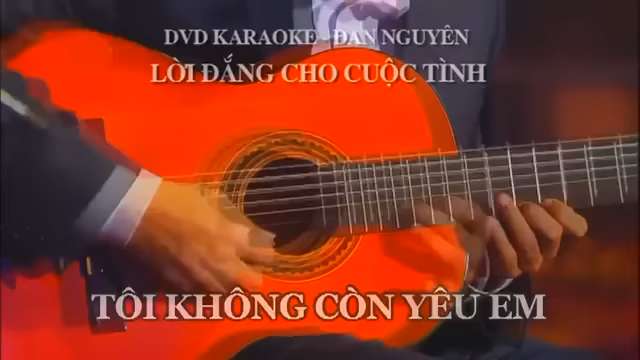 DVD KARAOKE - ĐAN NGUYÊN
LỜI ĐẮNG CHO CUỘC TÌNH
TÔI KHÔNG CÒN YÊU EM